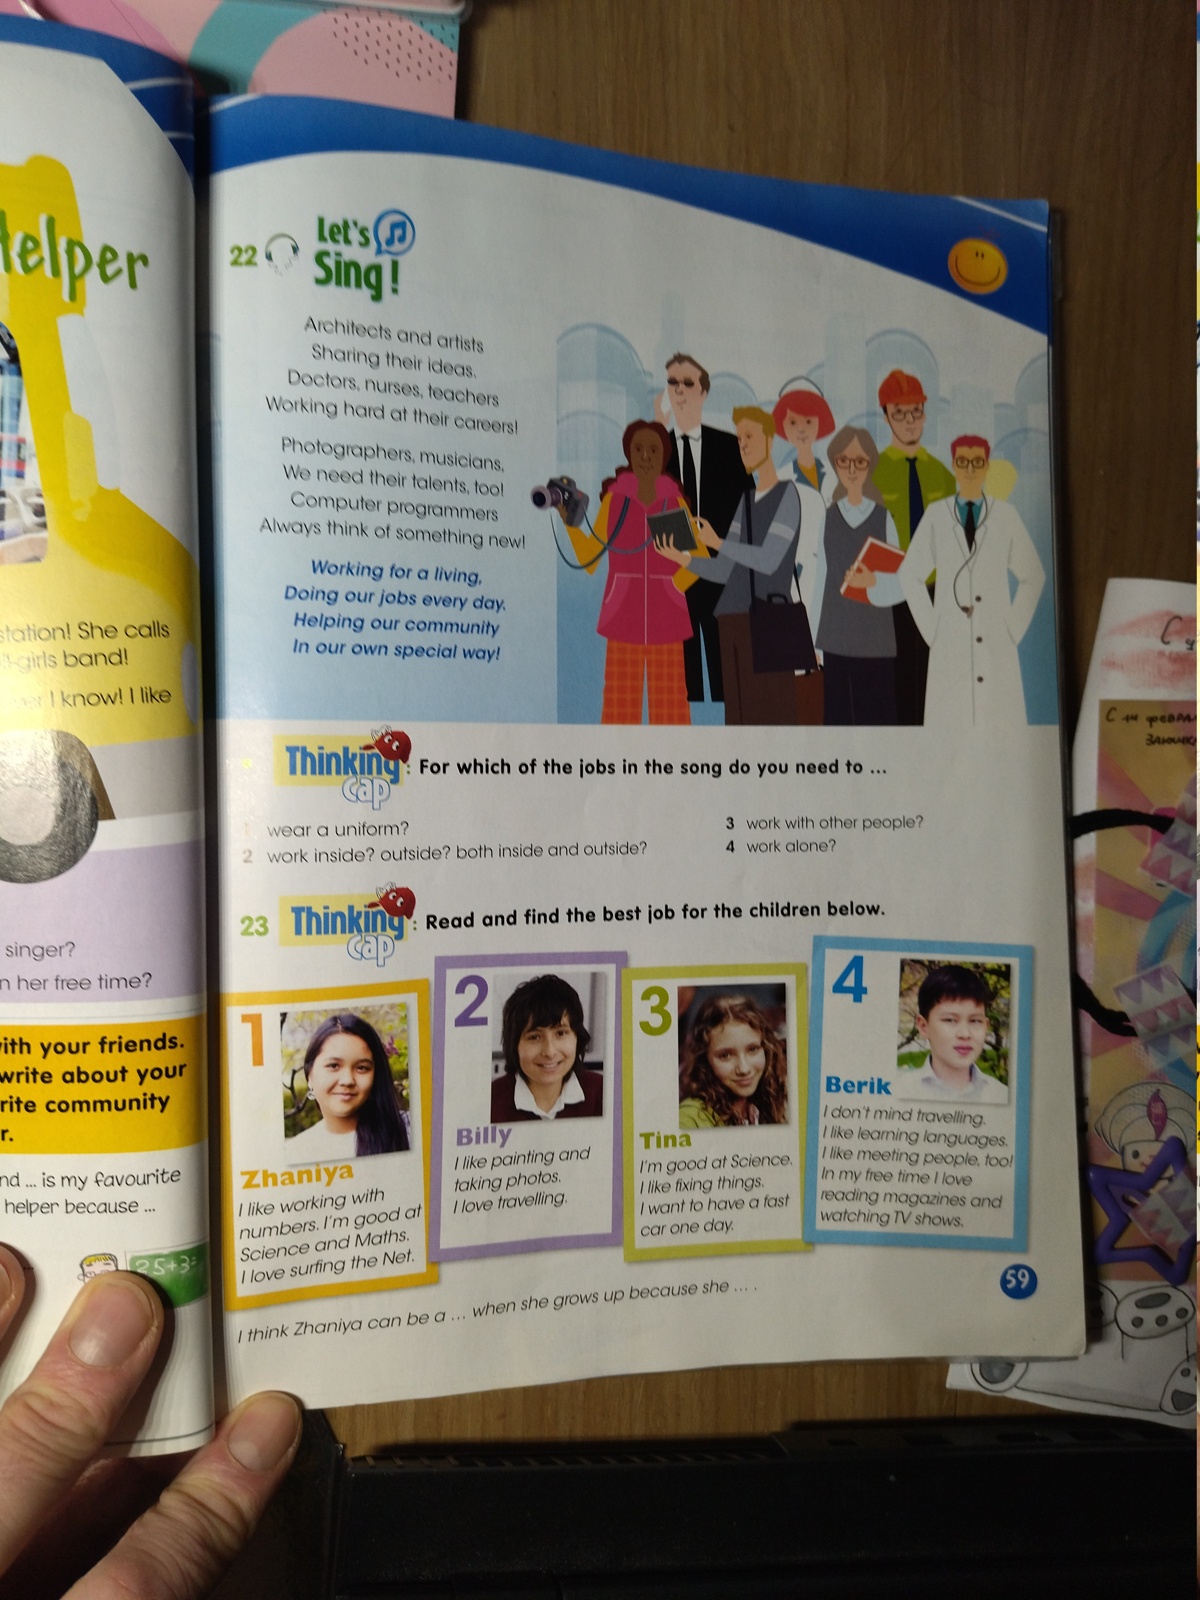 Helper
station! She calls
girls band!
I know! I like
singer?
n her free time?
with your friends.
write about your
rite community
r.
nd ... is my favourite
helper because ...
35+3=
22
Let's
Sing!
Architects and artists
Sharing their ideas.
Doctors, nurses, teachers
Working hard at their careers!
Photographers, musicians,
We need their talents, too!
Computer programmers
Always think of something new!
Working for a living,
Doing our jobs every day.
Helping our community
In our own special way!
Thinking
cap
: For which of the jobs in the song do you need to ...
1 wear a uniform?
2 work inside? outside? both inside and outside?
3 work with other people?
4 work alone?
23
Thinking
cap
: Read and find the best job for the children below.
1
Zhaniya
I like working with
numbers. I'm good at
Science and Maths.
I love surfing the Net.
2
Billy
I like painting and
taking photos.
I love travelling.
3
Tina
I'm good at Science.
I like fixing things.
I want to have a fast
car one day.
4
Berik
I don't mind travelling.
I like learning languages.
I like meeting people, too!
In my free time I love
reading magazines and
watching TV shows.
I think Zhaniya can be a ... when she grows up because she ... .
59